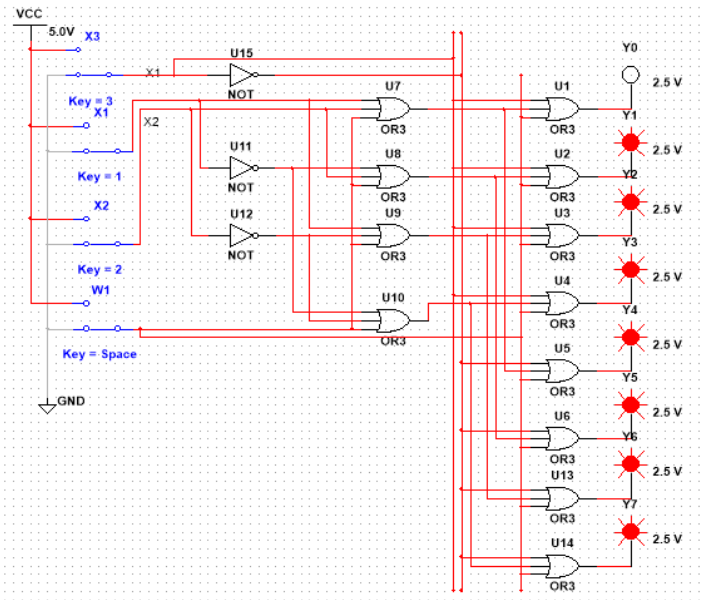 VCC
5.0V
X3
Key = 3
X1
X1
Key = 1
X2
X2
Key = 2
W1
Key = Space
GND
U15
NOT
U11
NOT
U12
NOT
U7
OR3
U8
OR3
U9
OR3
U10
OR3
U1
OR3
U2
OR3
U3
OR3
U4
OR3
U5
OR3
U6
OR3
U13
OR3
U14
OR3
Y0
2.5 V
Y1
2.5 V
Y2
2.5 V
Y3
2.5 V
Y4
2.5 V
Y5
2.5 V
Y6
2.5 V
Y7
2.5 V